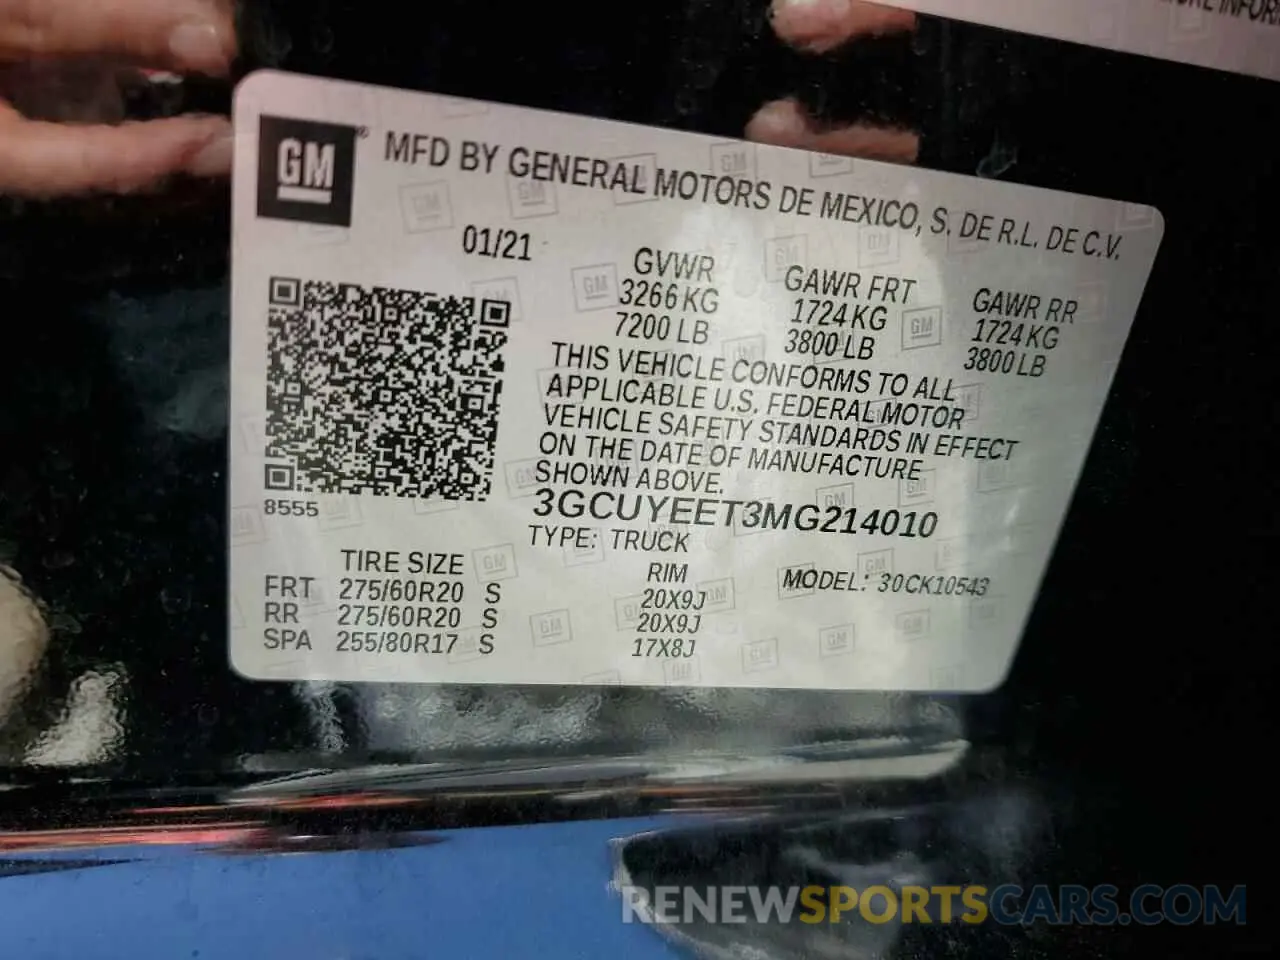 URE INFOR
GM® MFD BY GENERAL MOTORS DE MEXICO, S. DE R.L. DE C.V.
01/21
GVWR GAWR FRT GAWR RR
3266 KG 1724 KG 1724 KG
7200 LB 3800 LB 3800 LB
THIS VEHICLE CONFORMS TO ALL
APPLICABLE U.S. FEDERAL MOTOR
VEHICLE SAFETY STANDARDS IN EFFECT
ON THE DATE OF MANUFACTURE
SHOWN ABOVE.
8555
3GCUYEET3MG214010
TYPE: TRUCK
TIRE SIZE RIM MODEL: 30CK10543
FRT 275/60R20 S 20X9J
RR 275/60R20 S 20X9J
SPA 255/80R17 S 17X8J
RENEWSPORTSCARS.COM